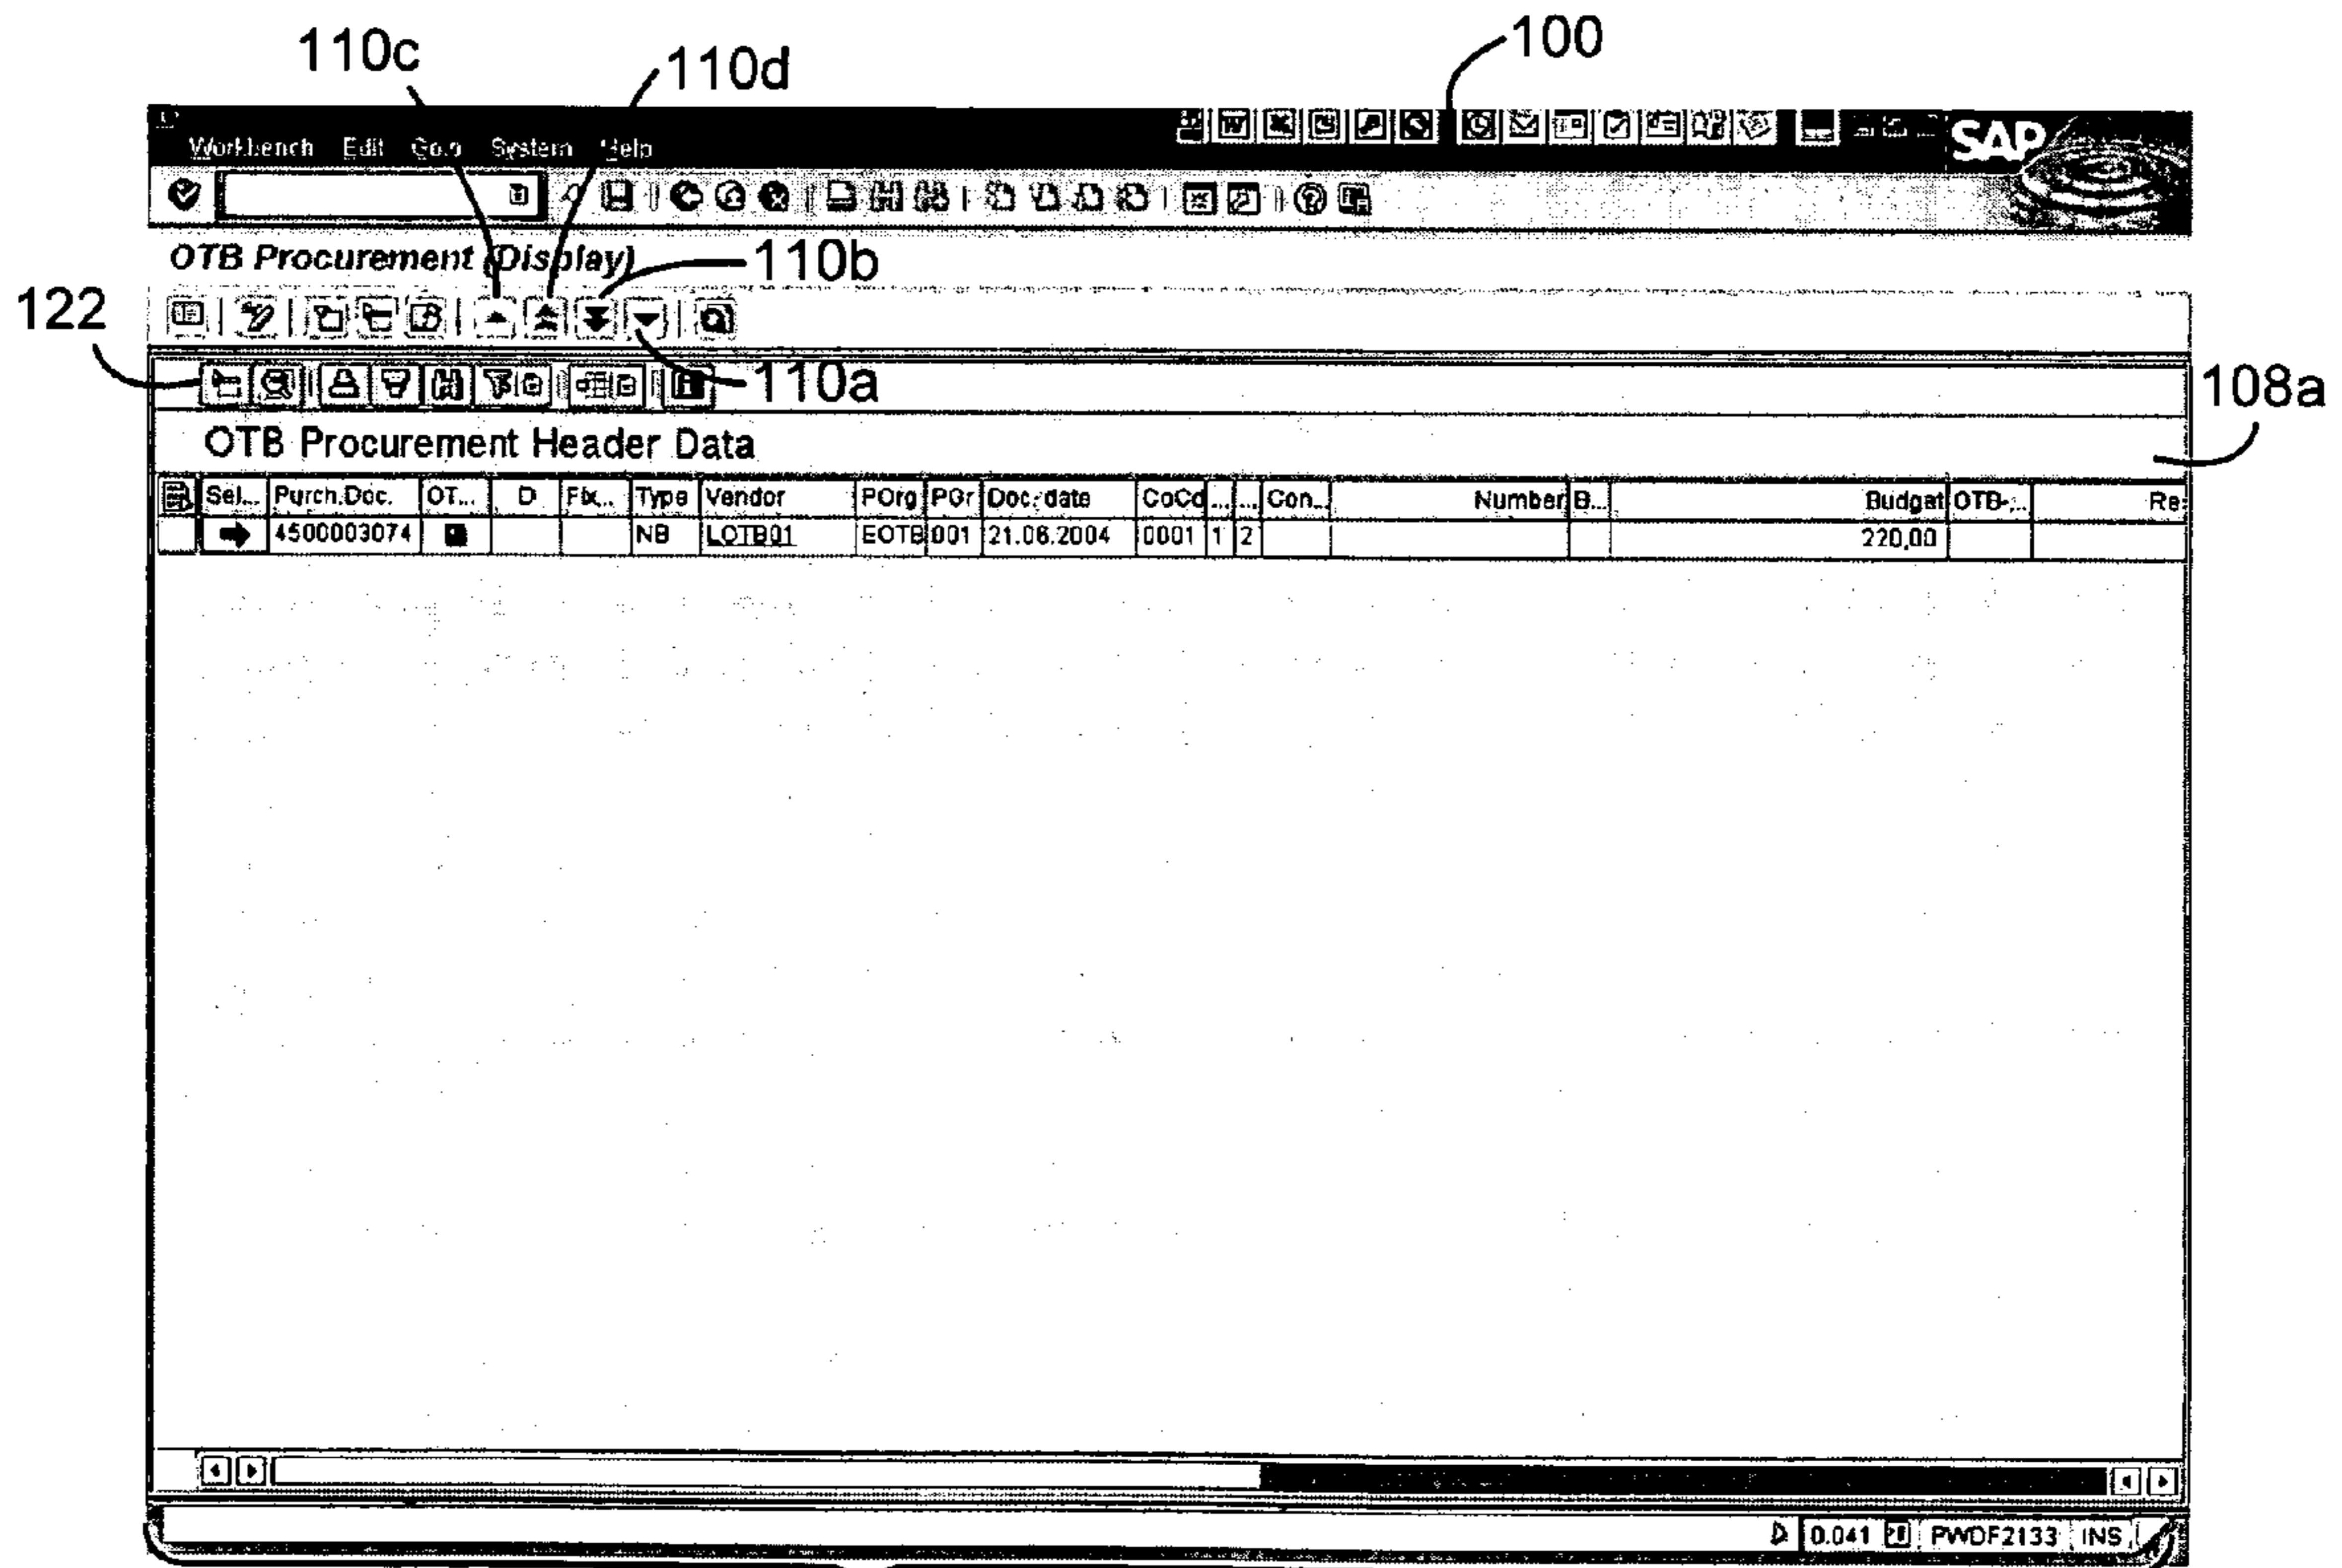 110c
110d
100
Workbench Edit Goto System Help
SAP
OTB Procurement (Display)
110b
122
110a
108a
OTB Procurement Header Data
Sel... Purch.Doc. OT... D Fix... Type Vendor POrg PGr Doc. date CoCd ... ... Con... Number B... Budget OTB-... Re
4500003074 NB LOTB01 EOTB 001 21.06.2004 0001 1 2 220,00
0.041 PWDF2133 INS